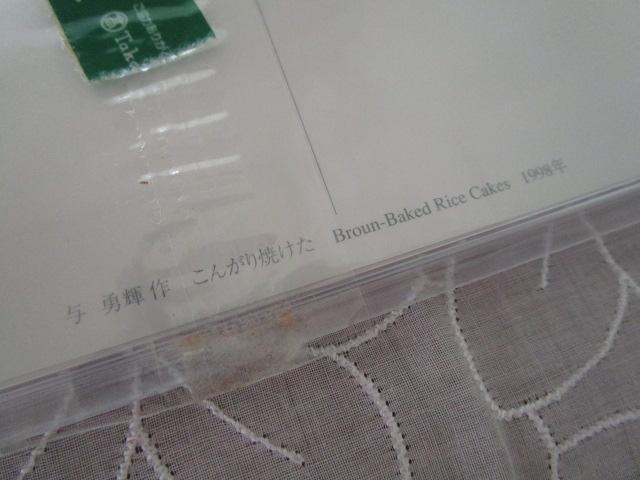 Taka
与 勇輝 作 こんがり焼けた Broun-Baked Rice Cakes 1998年